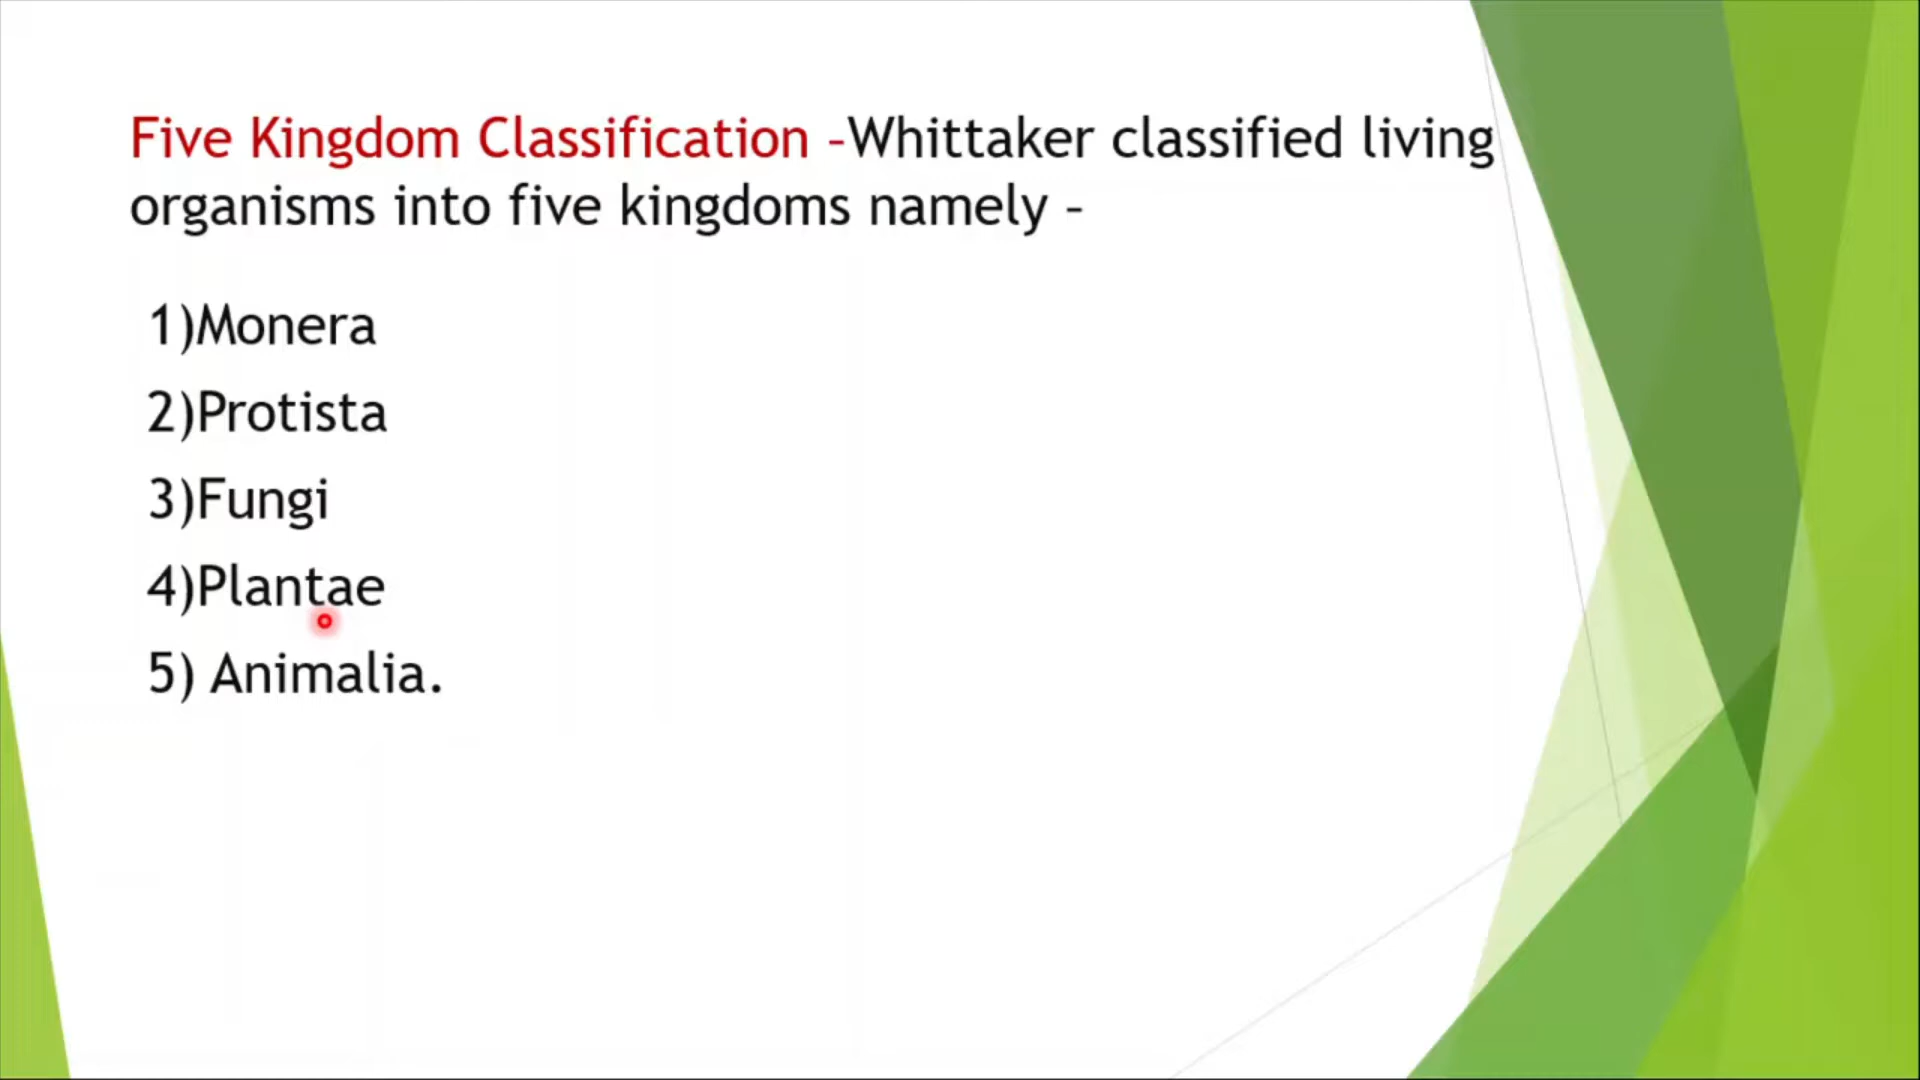 Five Kingdom Classification –Whittaker classified living
organisms into five kingdoms namely –
1)Monera
2)Protista
3)Fungi
4)Plantae
5) Animalia.